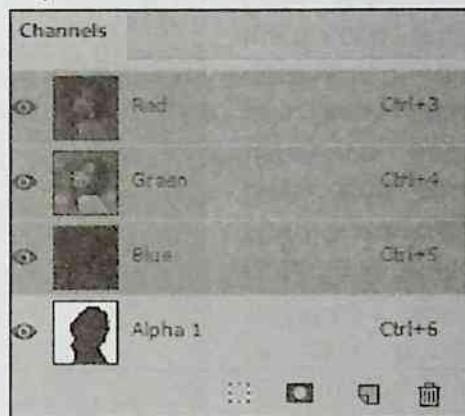 Channels
Red Ctrl+3
Green Ctrl+4
Blue Ctrl+5
Alpha 1 Ctrl+6